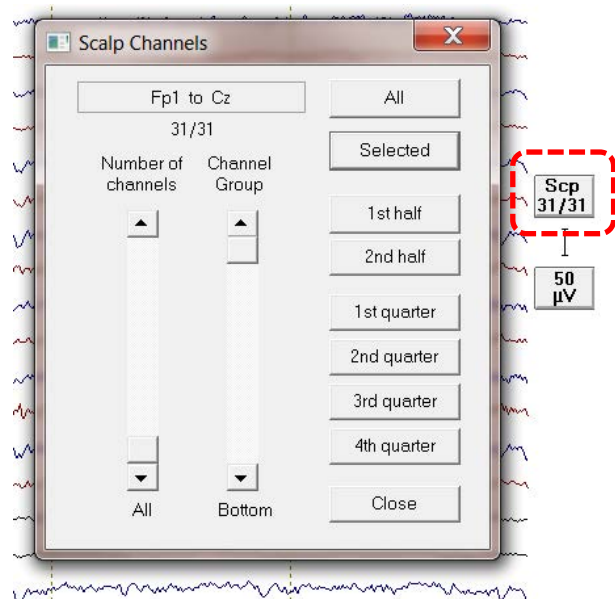 Scalp Channels
Fp1 to Cz
31/31
Number of
channels
Channel
Group
All
Bottom
All
Selected
1st half
2nd half
1st quarter
2nd quarter
3rd quarter
4th quarter
Close
Scp
31/31
50
µV